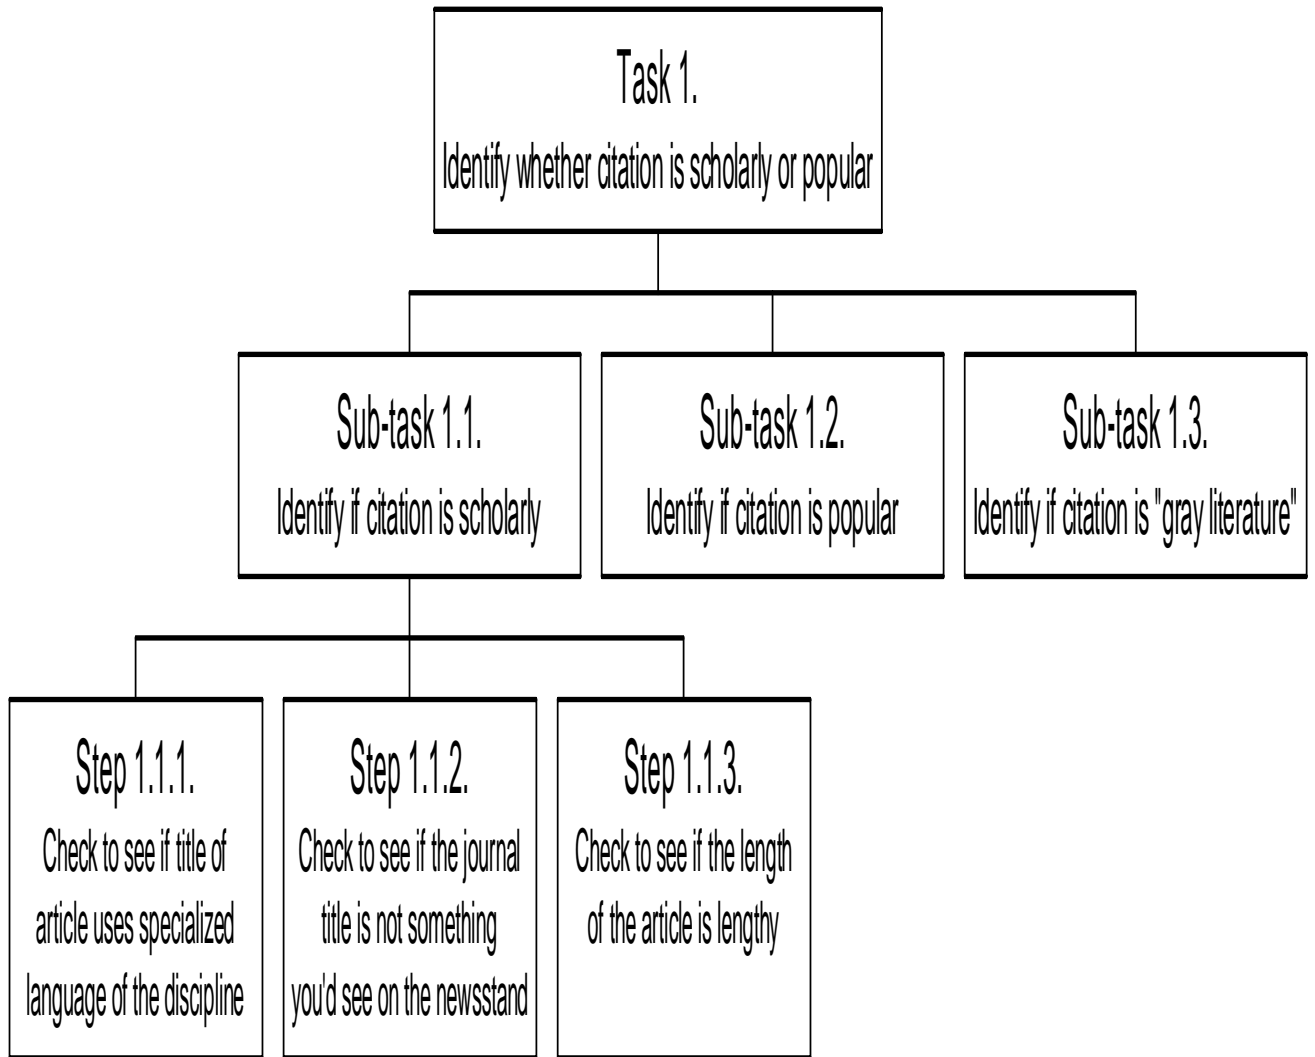 Task 1.
Identify whether citation is scholarly or popular
Sub-task 1.1.
Identify if citation is scholarly
Sub-task 1.2.
Identify if citation is popular
Sub-task 1.3.
Identify if citation is "gray literature"
Step 1.1.1.
Check to see if title of
article uses specialized
language of the discipline
Step 1.1.2.
Check to see if the journal
title is not something
you'd see on the newsstand
Step 1.1.3.
Check to see if the length
of the article is lengthy